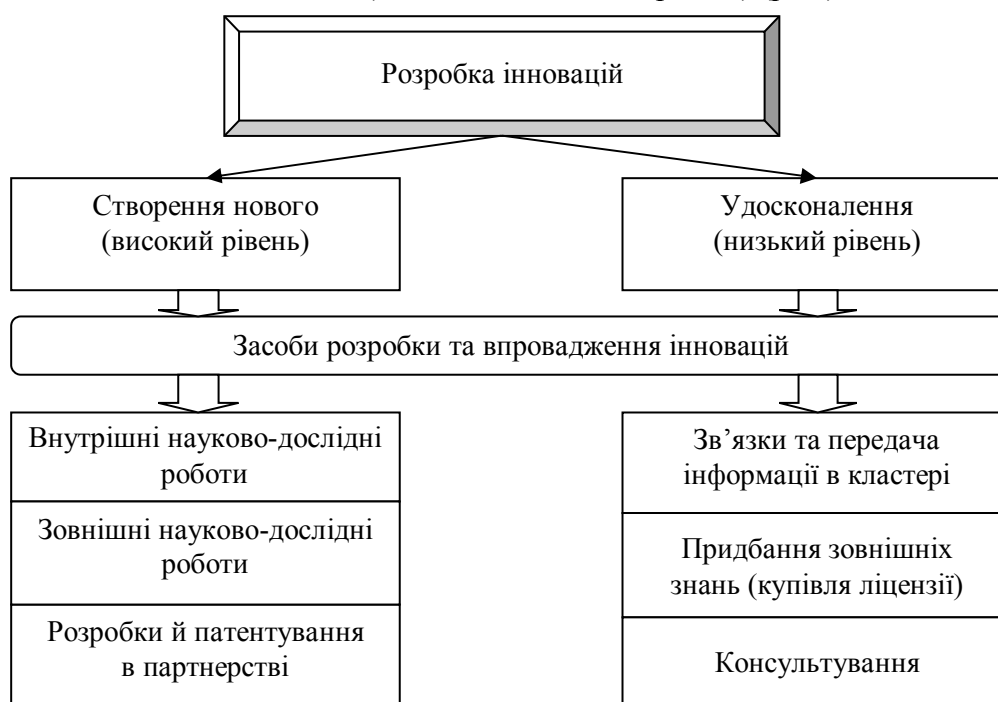 Розробка інновацій
Створення нового
(високий рівень)
Удосконалення
(низький рівень)
Засоби розробки та впровадження інновацій
Внутрішні науково-дослідні
роботи
Зовнішні науково-дослідні
роботи
Розробки й патентування
в партнерстві
Зв’язки та передача
інформації в кластері
Придбання зовнішніх
знань (купівля ліцензії)
Консультування